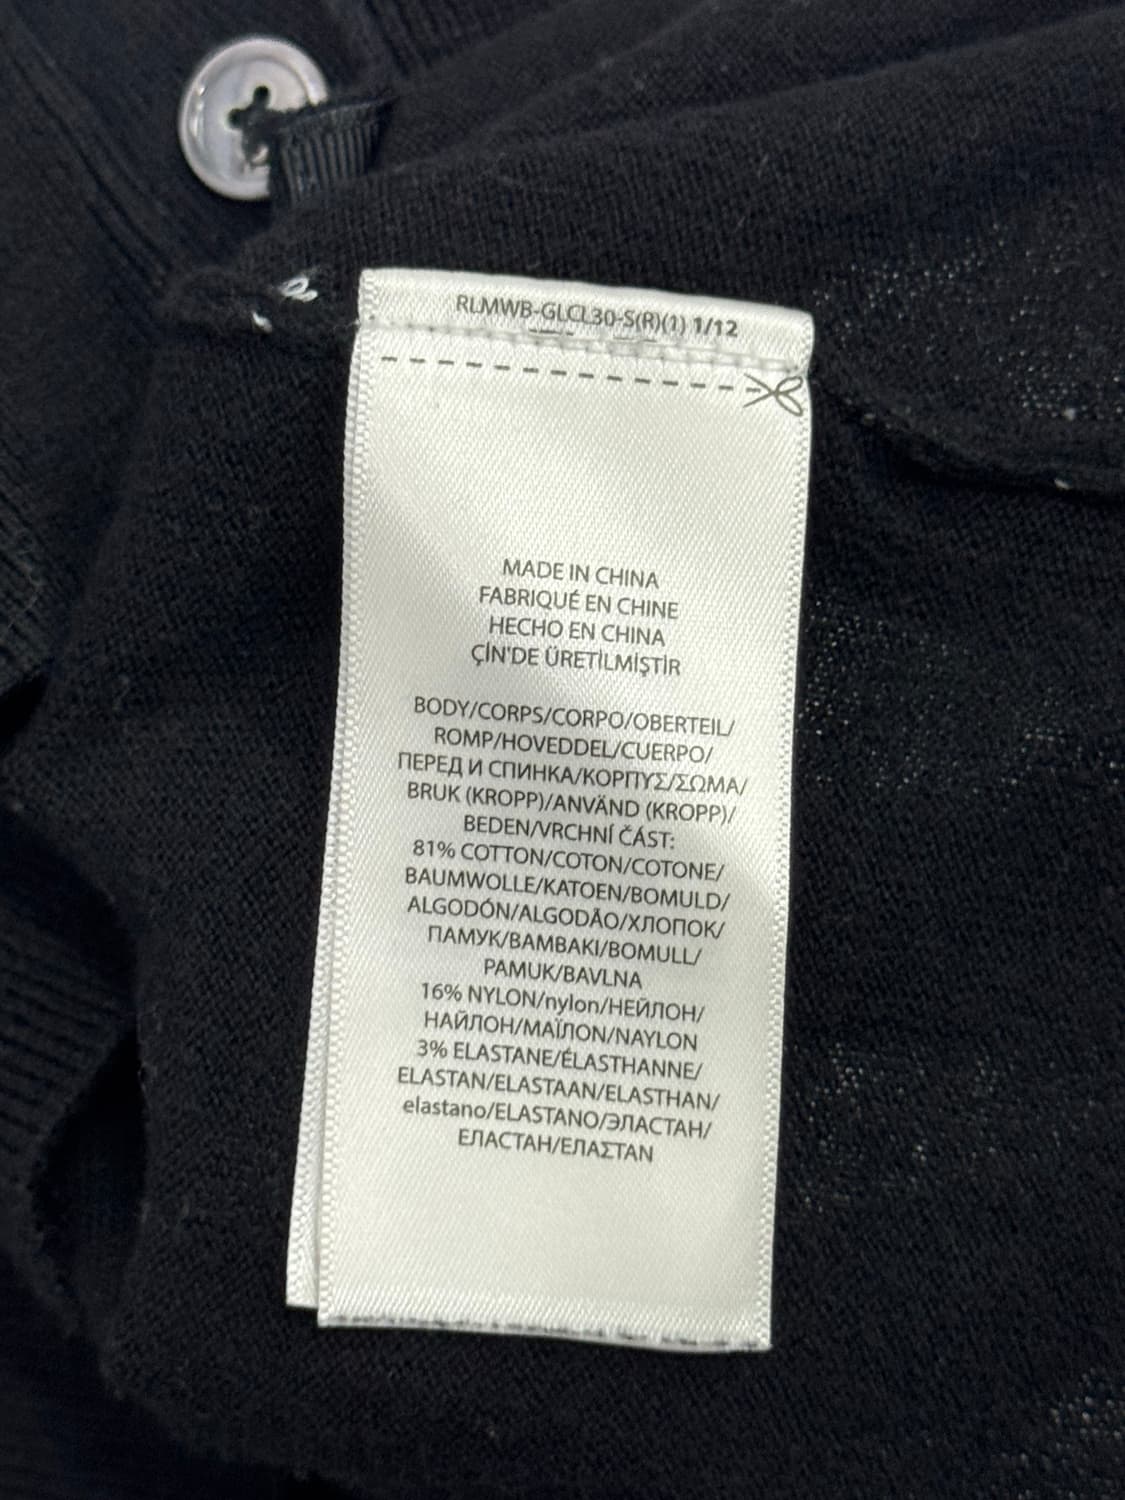 RLMWB-GLCL30-S(R)(1) 1/12
MADE IN CHINA
FABRIQUÉ EN CHINE
HECHO EN CHINA
ÇİN'DE ÜRETİLMİŞTİR
BODY/CORPS/CORPO/OBERTEIL/
ROMP/HOVEDDEL/CUERPO/
ПЕРЕД И СПИНКА/КОРПУΣ/ΣΩΜΑ/
BRUK (KROPP)/ANVÄND (KROPP)/
BEDEN/VRCHNÍ ČÁST:
81% COTTON/COTON/COTONE/
BAUMWOLLE/KATOEN/BOMULD/
ALGODÓN/ALGODÃO/ХЛОПОК/
ПАМУК/BAMBAKI/BOMULL/
PAMUK/BAVLNA
16% NYLON/nylon/НЕЙЛОН/
НАЙЛОН/ΜΑΪΛΟΝ/NAYLON
3% ELASTANE/ÉLASTHANNE/
ELASTAN/ELASTAAN/ELASTHAN/
elastano/ELASTANO/ЭЛАСТАН/
ЕЛАСТАН/ΕΛΑΣΤΑΝ